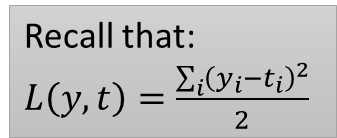 Recall that:
L(y, t) = ∑ᵢ(yᵢ−tᵢ)² / 2